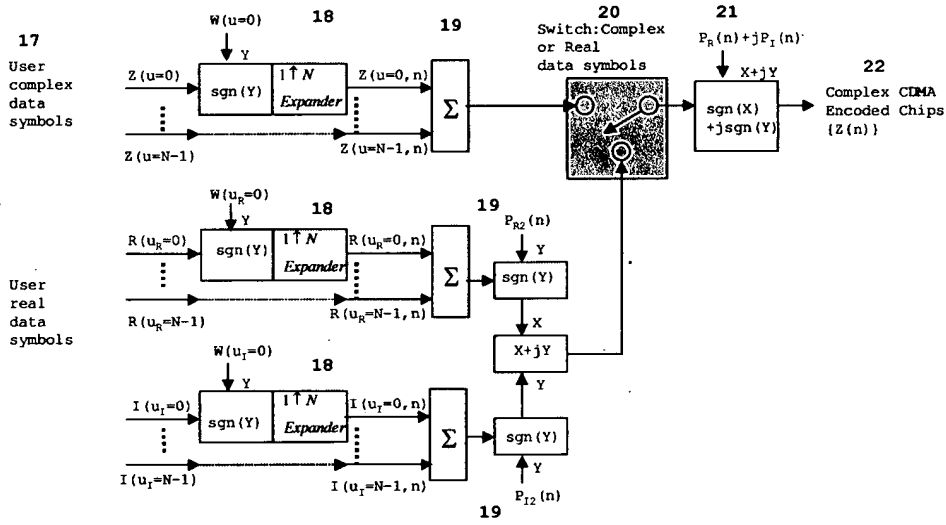 W(u=0)
18
19
20
21
17
Switch:Complex
or Real
data symbols
P_R(n)+jP_I(n)
User
complex
data
symbols
Y
X+jY
22
Z(u=0)
sgn(Y)
1↑N
Expander
Z(u=0,n)
Σ
sgn(X)
+jsgn(Y)
Complex CDMA
Encoded Chips
{Z(n)}
Z(u=N-1)
Z(u=N-1,n)
W(u_R=0)
18
19
P_R2(n)
Y
Y
R(u_R=0)
sgn(Y)
1↑N
Expander
R(u_R=0,n)
Σ
sgn(Y)
User
real
data
symbols
R(u_R=N-1)
R(u_R=N-1,n)
X
W(u_I=0)
18
X+jY
Y
Y
I(u_I=0)
sgn(Y)
1↑N
Expander
I(u_I=0,n)
Σ
sgn(Y)
Y
I(u_I=N-1)
I(u_I=N-1,n)
P_I2(n)
19